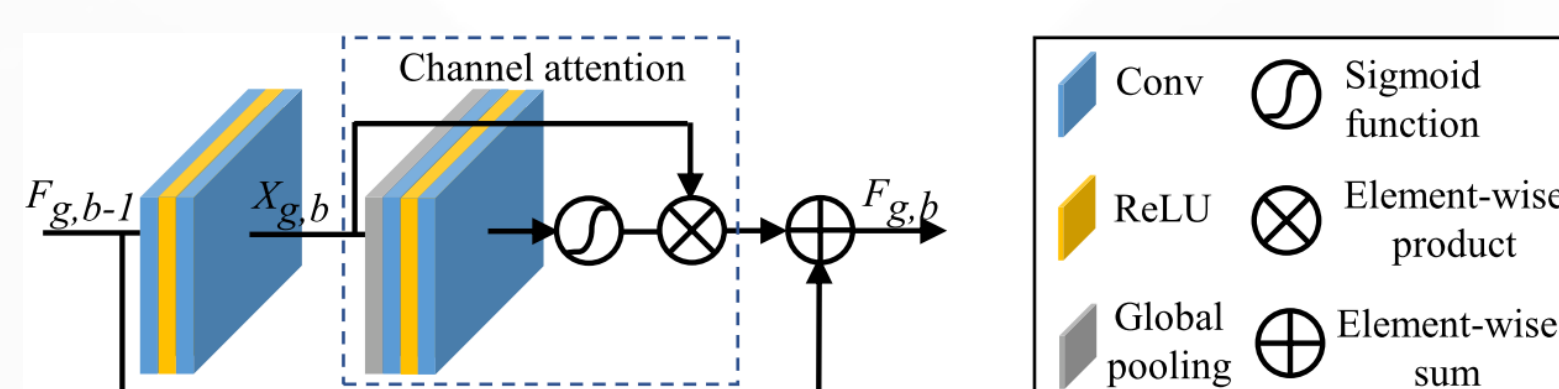 Channel attention
F_{g,b-1}
X_{g,b}
F_{g,b}
Conv
Sigmoid
function
ReLU
Element-wise
product
Global
pooling
Element-wise
sum